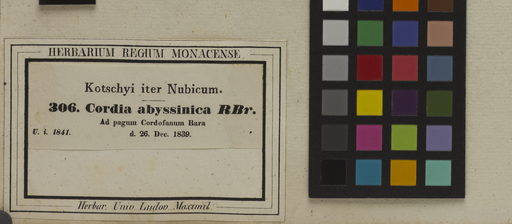 HERBARIUM REGIUM MONACENSE.
Kotschyi iter Nubicum.
306. Cordia abyssinica RBr.
Ad pagum Cordofanum Bara
U. i. 1841. d. 26. Dec. 1839.
Herbar. Univ. Ludov. Maximil.